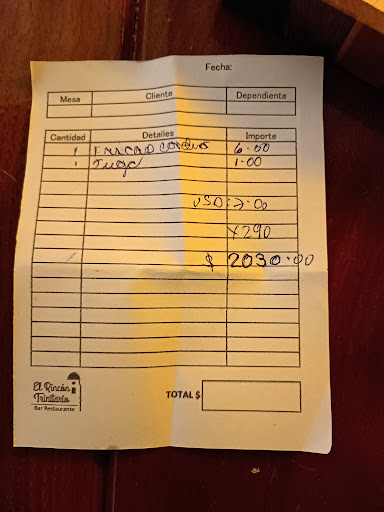 Fecha:
Mesa Cliente Dependiente
Cantidad Detalles Importe
1 6.00
1 Jugo 1.00
USD: 7.00
x290
$ 2030.00
El Rincón Trinitario
Bar Restaurante
TOTAL $